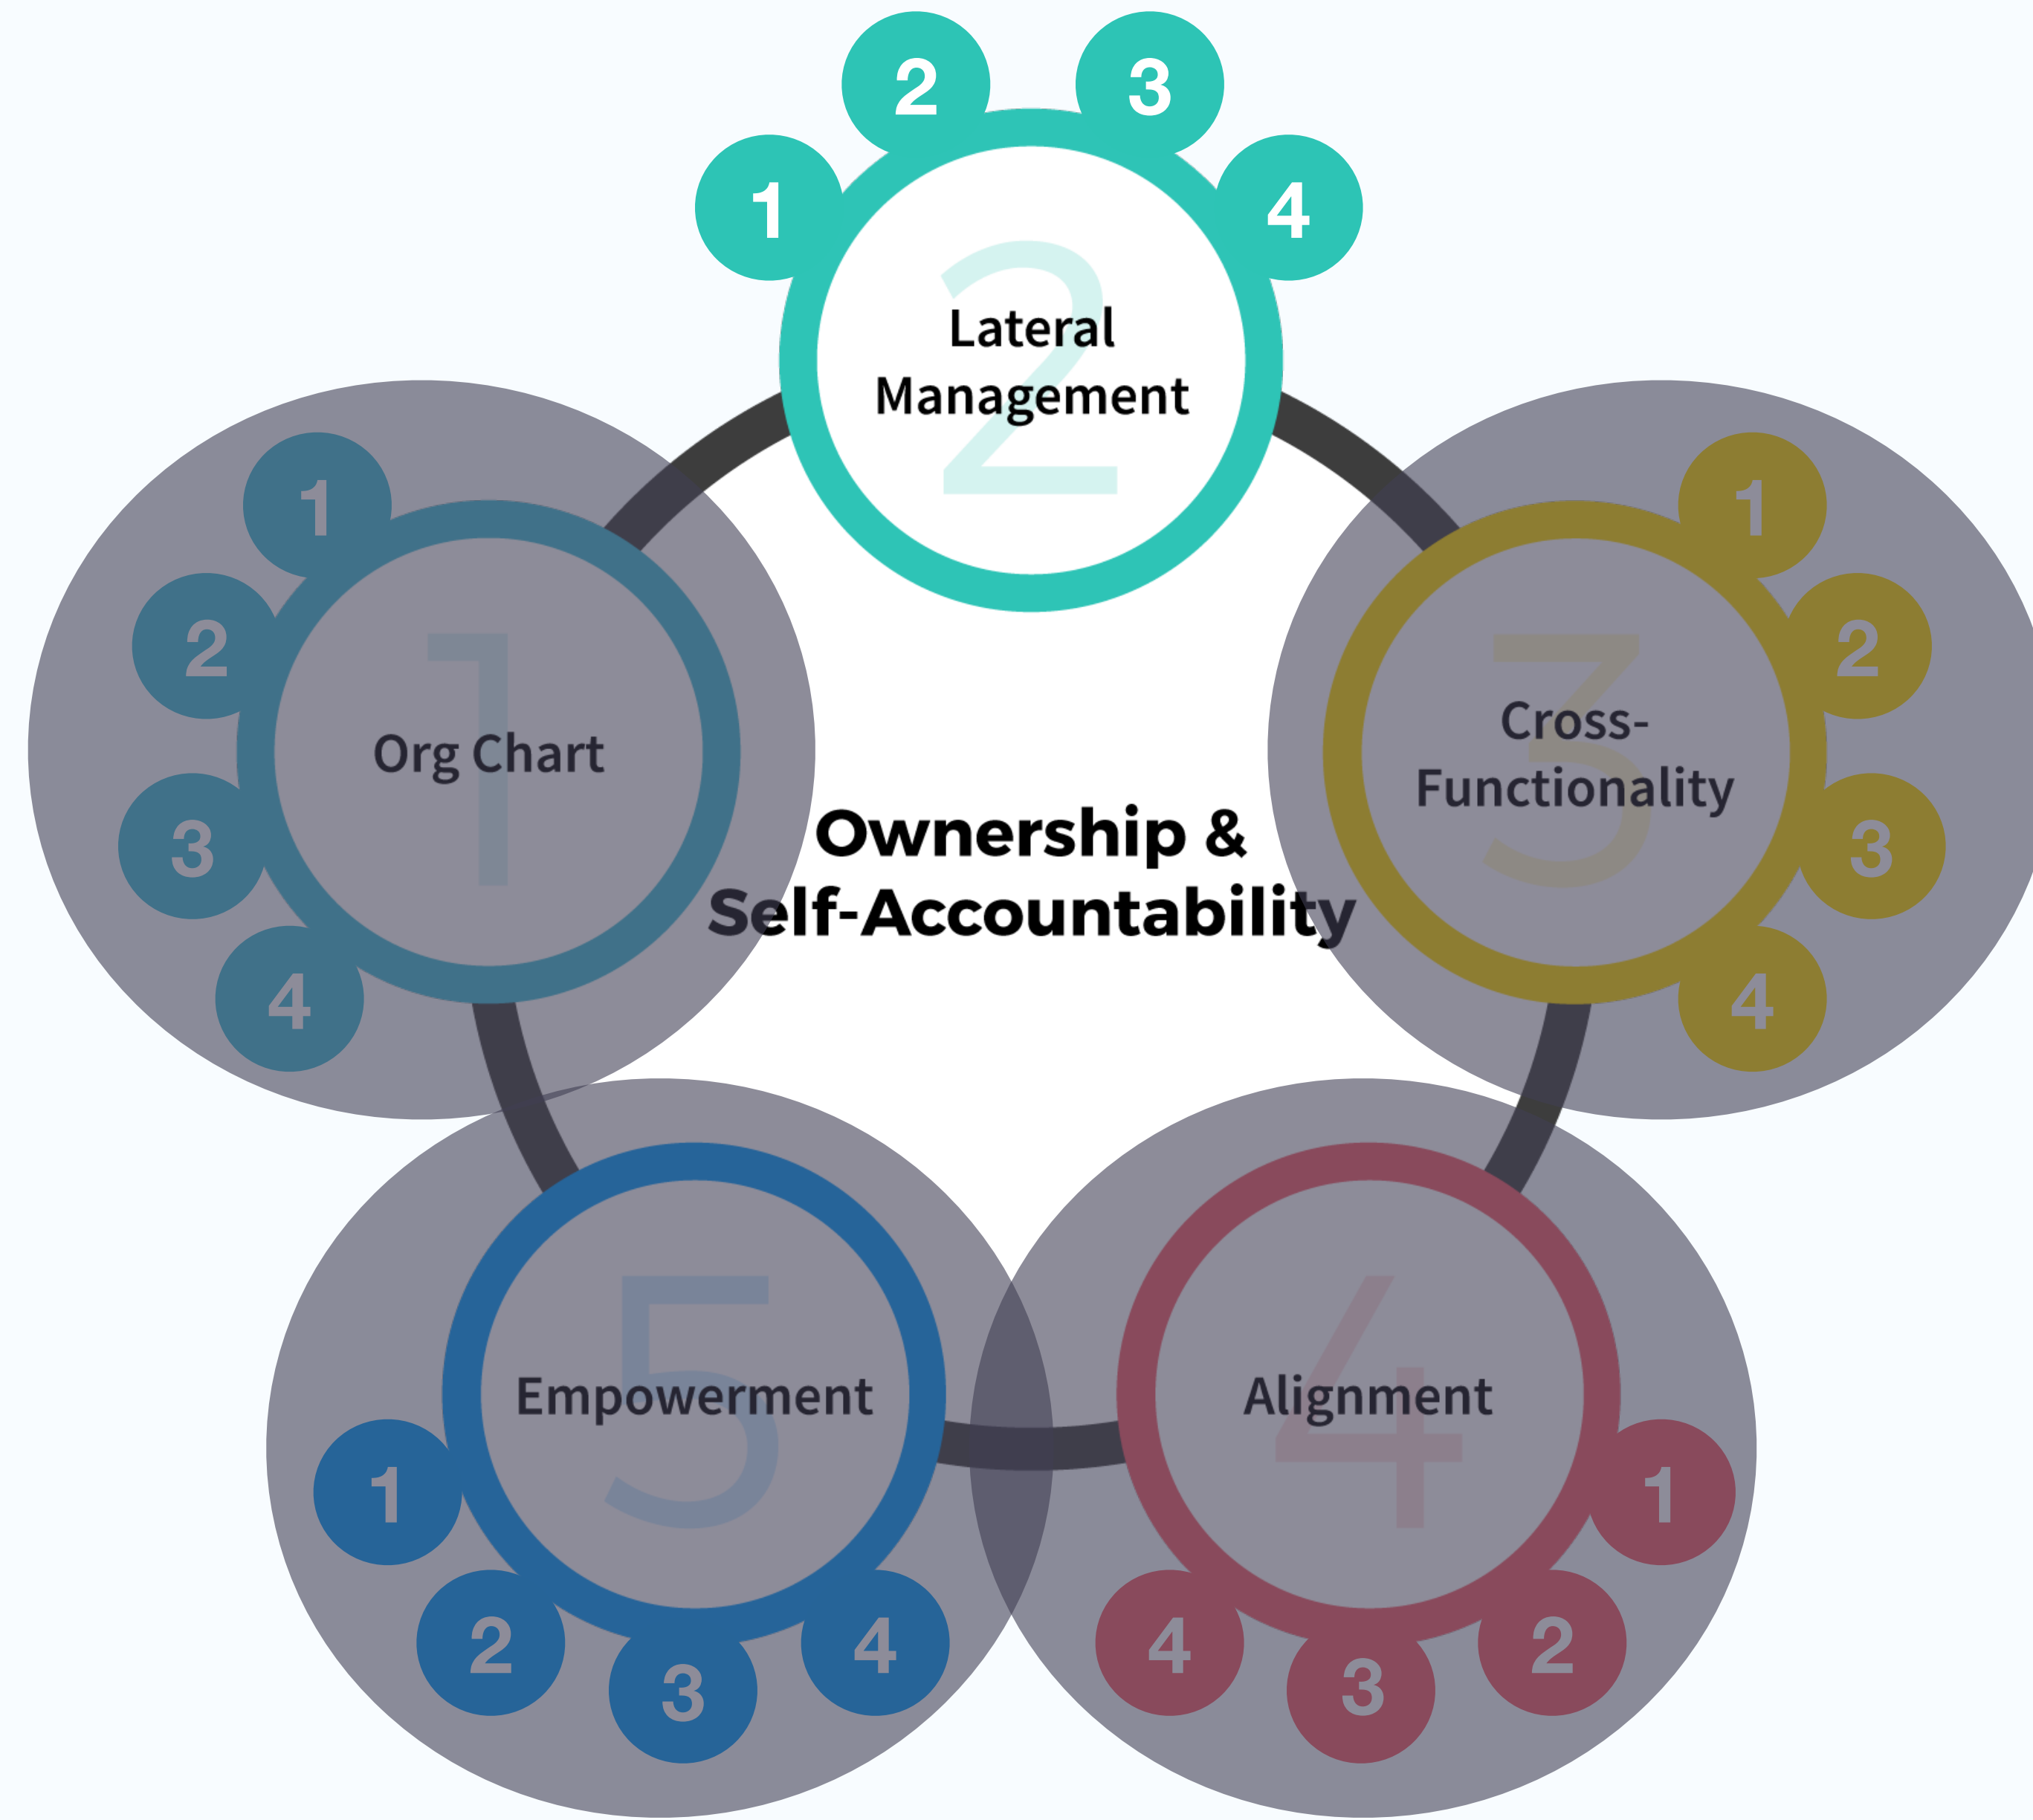 2
3
1
4
2
Lateral
Management
1
2
3
4
1
Org Chart
1
2
3
4
3
Cross-
Functionality
Ownership &
Self-Accountability
5
Empowerment
1
2
3
4
4
Alignment
1
2
3
4